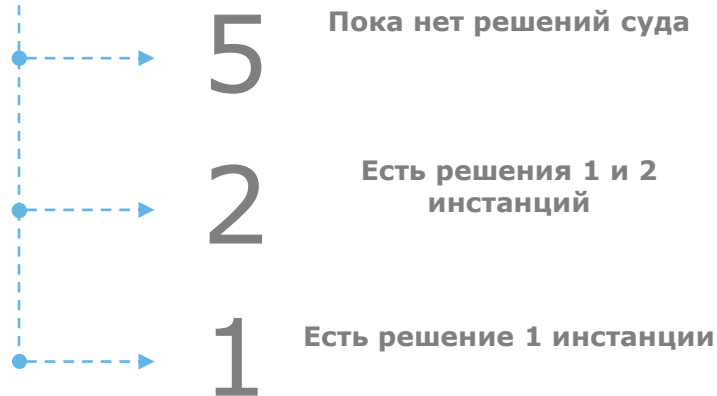 5
Пока нет решений суда
2
Есть решения 1 и 2
инстанций
1
Есть решение 1 инстанции